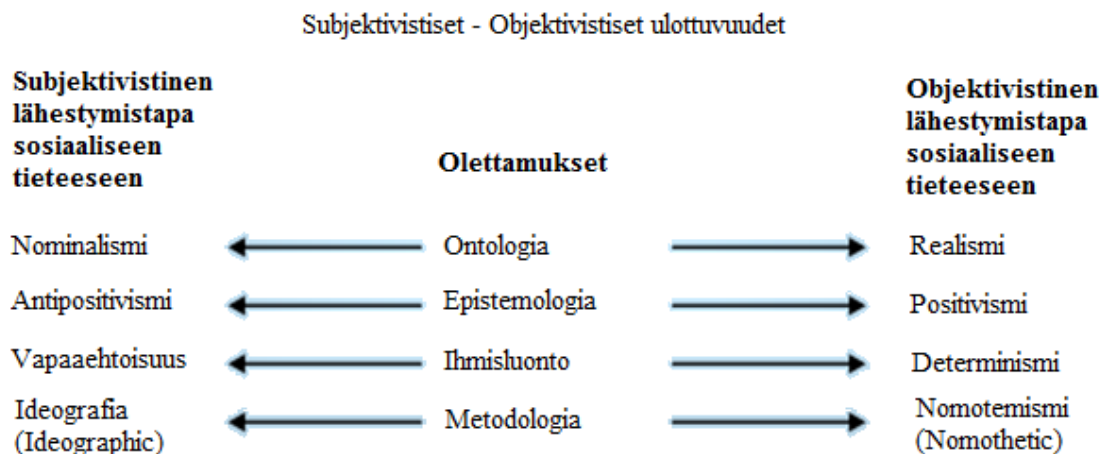 Subjektivistiset - Objektivistiset ulottuvuudet
Subjektivistinen
lähestymistapa
sosiaaliseen
tieteeseen
Olettamukset
Objektivistinen
lähestymistapa
sosiaaliseen
tieteeseen
Nominalismi
Ontologia
Realismi
Antipositivismi
Epistemologia
Positivismi
Vapaaehtoisuus
Ihmisluonto
Determinismi
Ideografia
(Ideographic)
Metodologia
Nomotemismi
(Nomothetic)